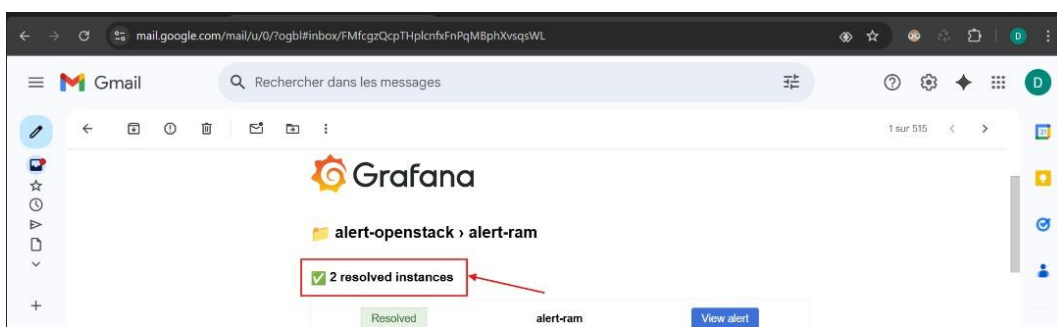 mail.google.com/mail/u/0/?ogbl#inbox/FMfcgzQcpTHplcnfxFnPqMBphXvsqsWL
D
Gmail
Rechercher dans les messages
D
1 sur 515
31
Grafana
alert-openstack › alert-ram
2 resolved instances
Resolved alert-ram View alert